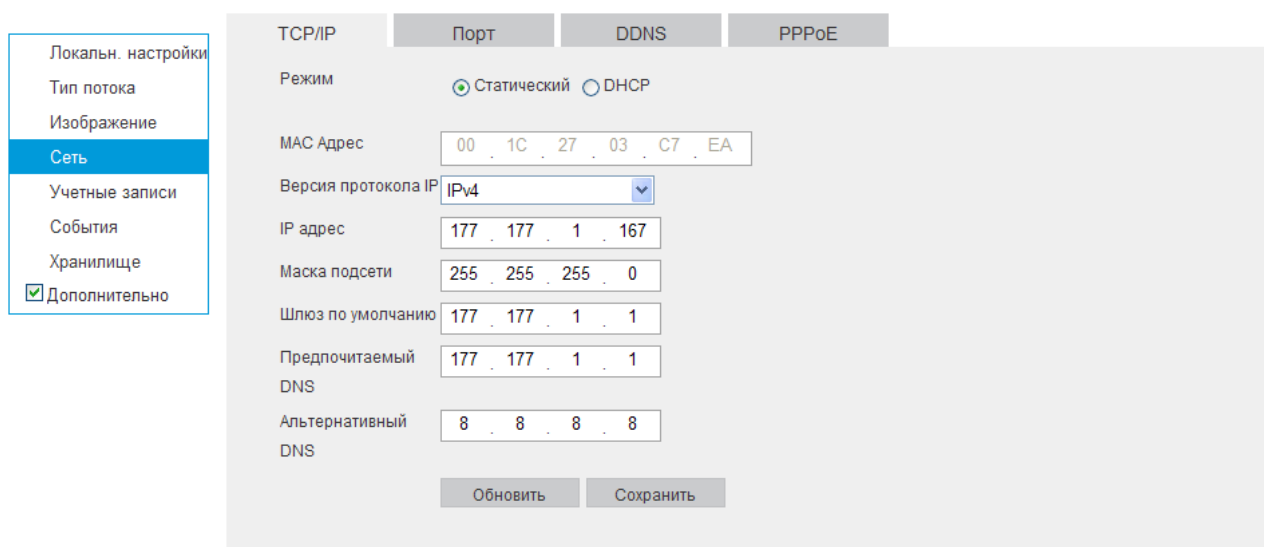 TCP/IP Порт DDNS PPPoE
Локальн. настройки
Тип потока
Изображение
Сеть
Учетные записи
События
Хранилище
Дополнительно
Режим Статический DHCP
MAC Адрес 00 . 1C . 27 . 03 . C7 . EA
Версия протокола IP IPv4
IP адрес 177 . 177 . 1 . 167
Маска подсети 255 . 255 . 255 . 0
Шлюз по умолчанию 177 . 177 . 1 . 1
Предпочитаемый 177 . 177 . 1 . 1
DNS
Альтернативный 8 . 8 . 8 . 8
DNS
Обновить Сохранить